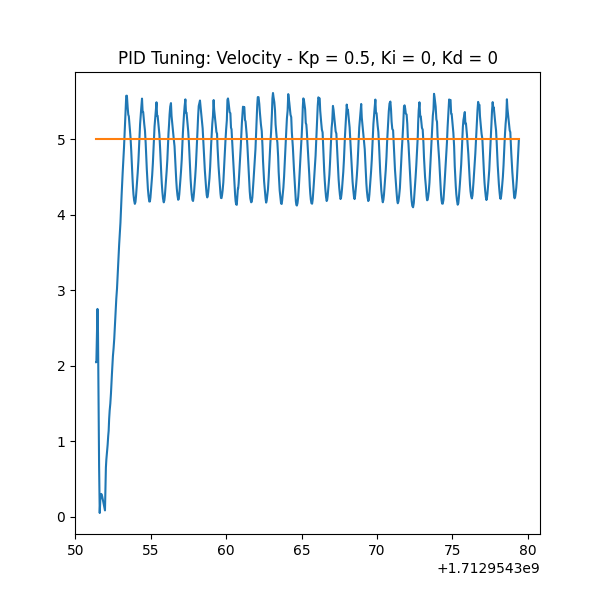 PID Tuning: Velocity - Kp = 0.5, Ki = 0, Kd = 0
5
4
3
2
1
0
50 55 60 65 70 75 80
+1.7129543e9